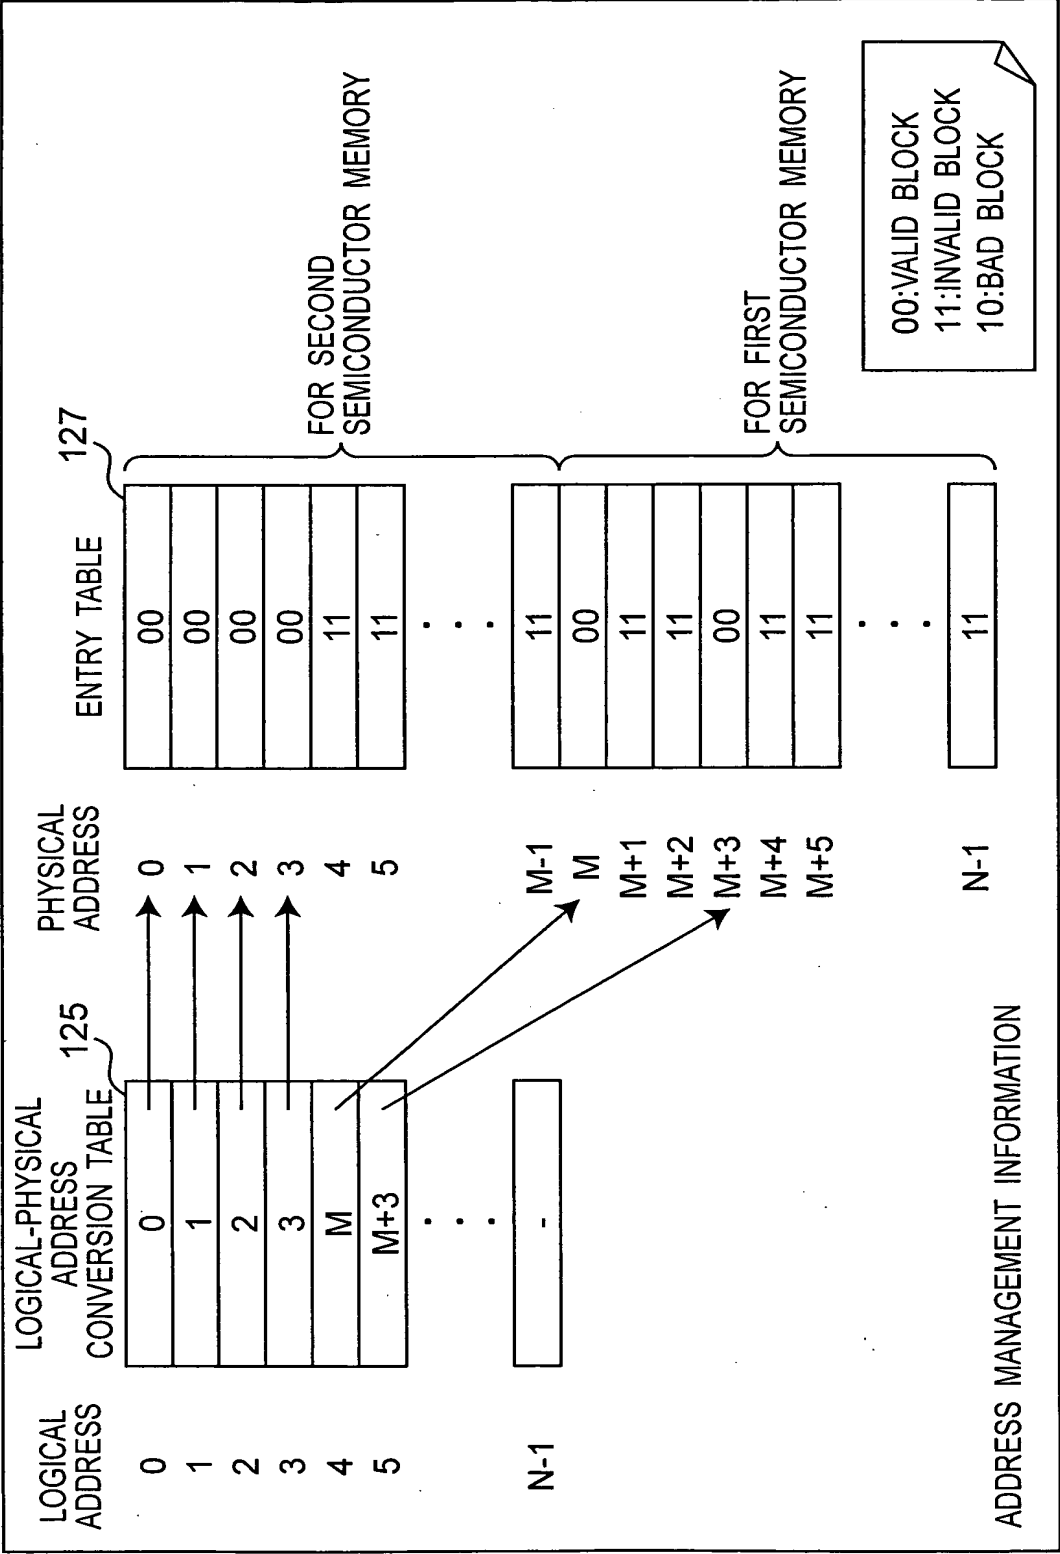 LOGICAL
ADDRESS
LOGICAL-PHYSICAL
ADDRESS
CONVERSION TABLE
125
PHYSICAL
ADDRESS
ENTRY TABLE
127
0 0 0 00
1 1 1 00
2 2 2 00
3 3 3 00
4 M 4 11
5 M+3 5 11
· · ·
· · ·
FOR SECOND
SEMICONDUCTOR MEMORY
N-1 - M-1 11
M 00
M+1 11
M+2 11
M+3 00
M+4 11
M+5 11
· · ·
N-1 11
FOR FIRST
SEMICONDUCTOR MEMORY
00:VALID BLOCK
11:INVALID BLOCK
10:BAD BLOCK
ADDRESS MANAGEMENT INFORMATION